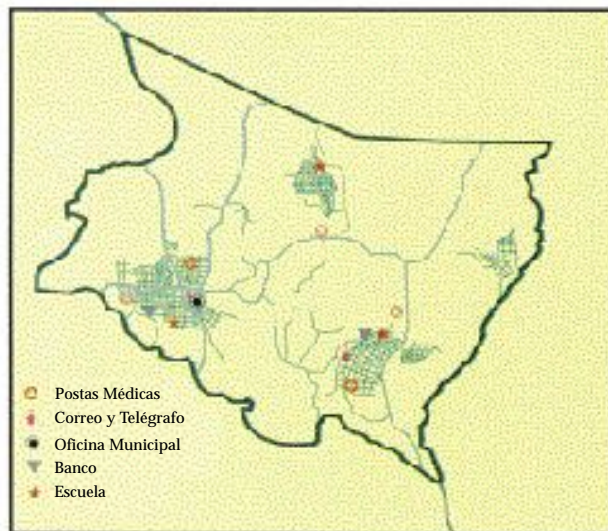 Postas Médicas
Correo y Telégrafo
Oficina Municipal
Banco
Escuela